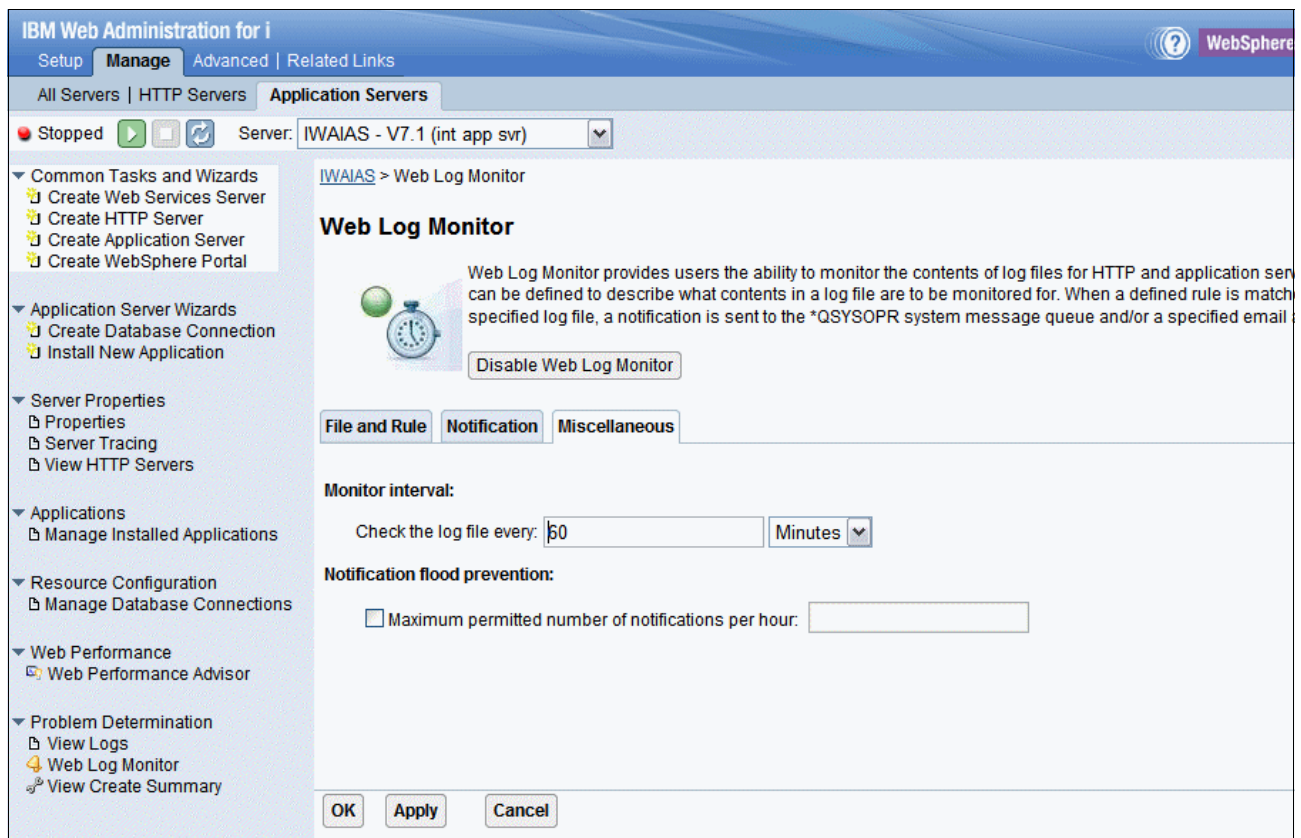 IBM Web Administration for i
Setup Manage Advanced | Related Links
WebSphere
All Servers | HTTP Servers Application Servers
Stopped Server: IWAIAS - V7.1 (int app svr)
Common Tasks and Wizards
Create Web Services Server
Create HTTP Server
Create Application Server
Create WebSphere Portal
Application Server Wizards
Create Database Connection
Install New Application
Server Properties
Properties
Server Tracing
View HTTP Servers
Applications
Manage Installed Applications
Resource Configuration
Manage Database Connections
Web Performance
Web Performance Advisor
Problem Determination
View Logs
Web Log Monitor
View Create Summary
IWAIAS > Web Log Monitor
Web Log Monitor
Web Log Monitor provides users the ability to monitor the contents of log files for HTTP and application serv
can be defined to describe what contents in a log file are to be monitored for. When a defined rule is match
specified log file, a notification is sent to the *QSYSOPR system message queue and/or a specified email a
Disable Web Log Monitor
File and Rule Notification Miscellaneous
Monitor interval:
Check the log file every: 60 Minutes
Notification flood prevention:
Maximum permitted number of notifications per hour:
OK Apply Cancel